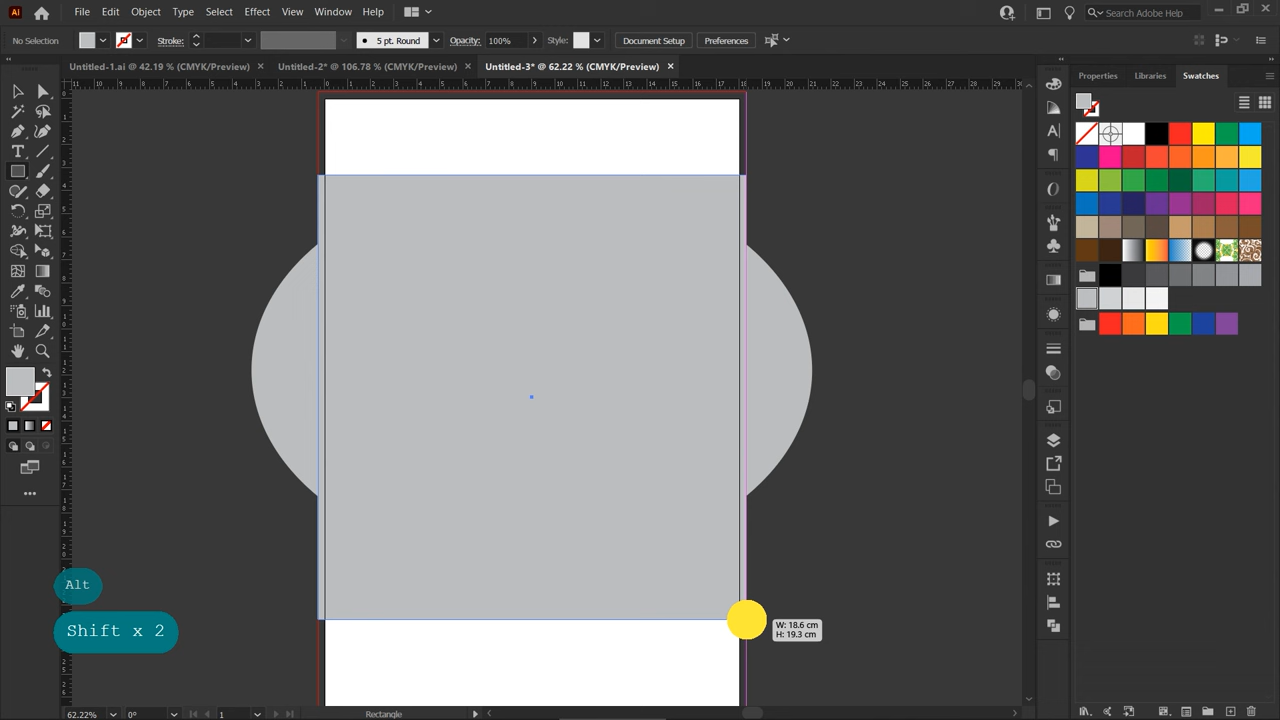 File Edit Object Type Select Effect View Window Help
Search Adobe Help
No Selection
Stroke:
5 pt. Round
Opacity: 100%
Style:
Document Setup
Preferences
Untitled-1.ai @ 42.19 % (CMYK/Preview)
Untitled-2* @ 106.78 % (CMYK/Preview)
Untitled-3* @ 62.22 % (CMYK/Preview)
Properties
Libraries
Swatches
Alt
Shift x 2
W: 18.6 cm
H: 19.3 cm
62.22%
0°
1
Rectangle